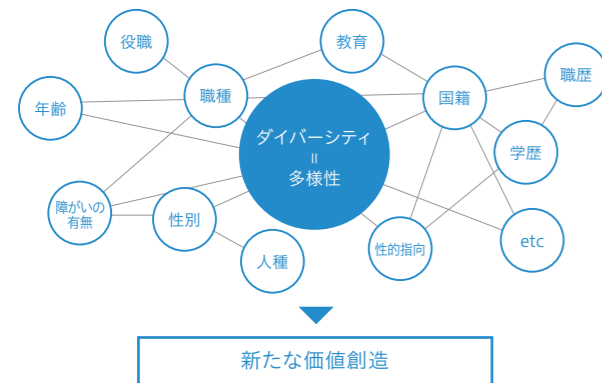 役職
教育
職種
職歴
国籍
年齢
ダイバーシティ
=
多様性
学歴
障がいの
有無
性別
人種
性的指向
etc
新たな価値創造